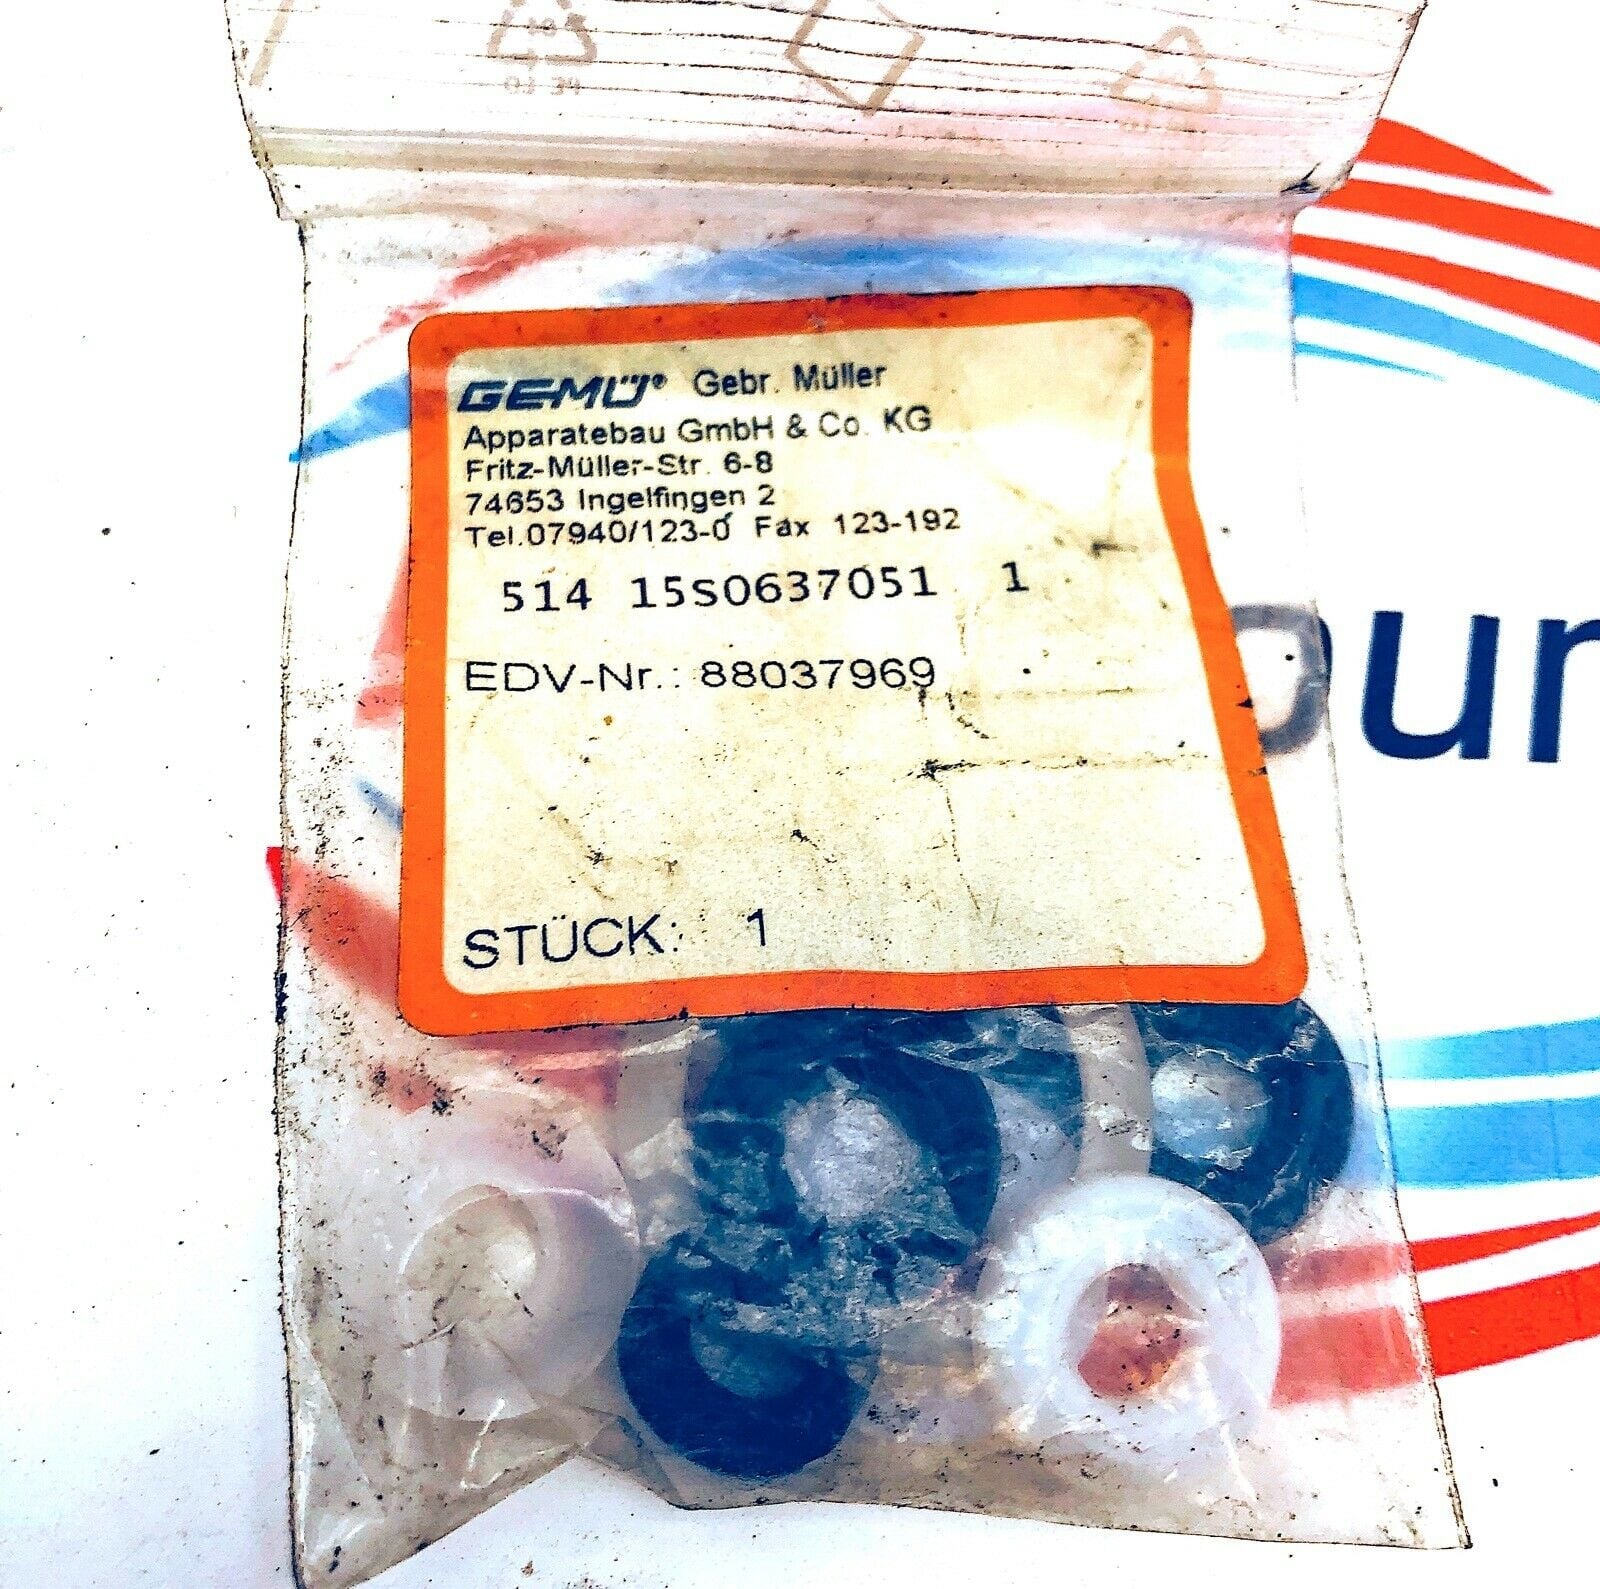 GEMÜ® Gebr. Müller
Apparatebau GmbH & Co. KG
Fritz-Müller-Str. 6-8
74653 Ingelfingen 2
Tel.07940/123-0 Fax 123-192
514 15S0637051 1
EDV-Nr.: 88037969
STÜCK: 1